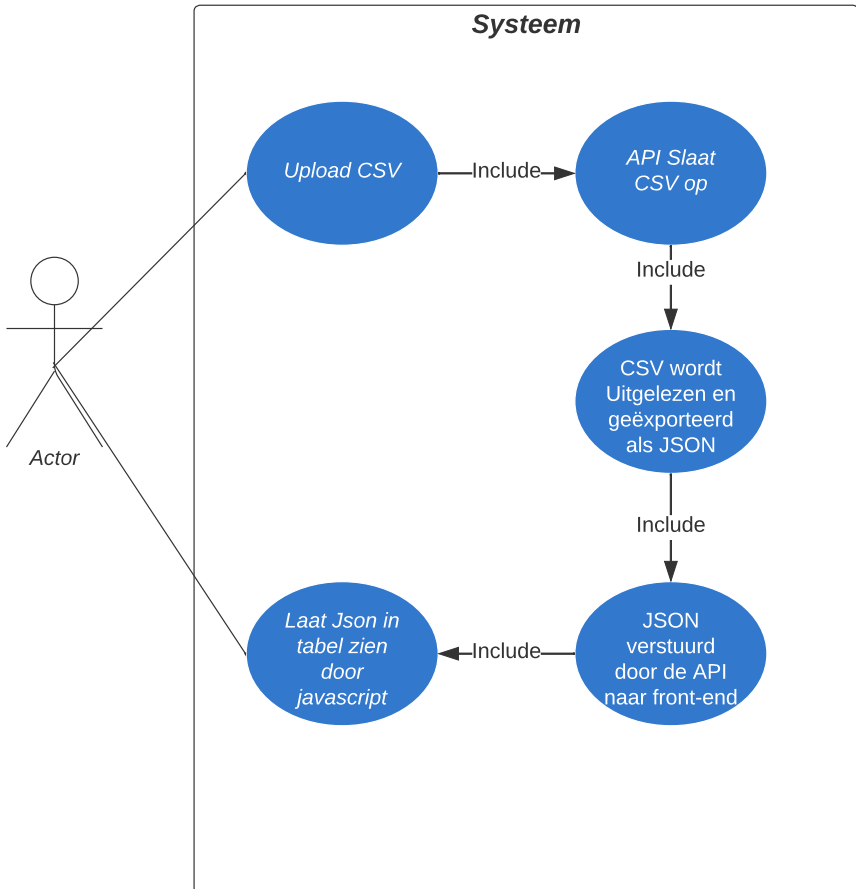 Systeem
Upload CSV
Include
API Slaat
CSV op
Include
CSV wordt
Uitgelezen en
geëxporteerd
als JSON
Actor
Include
JSON
verstuurd
door de API
naar front-end
Include
Laat Json in
tabel zien
door
javascript